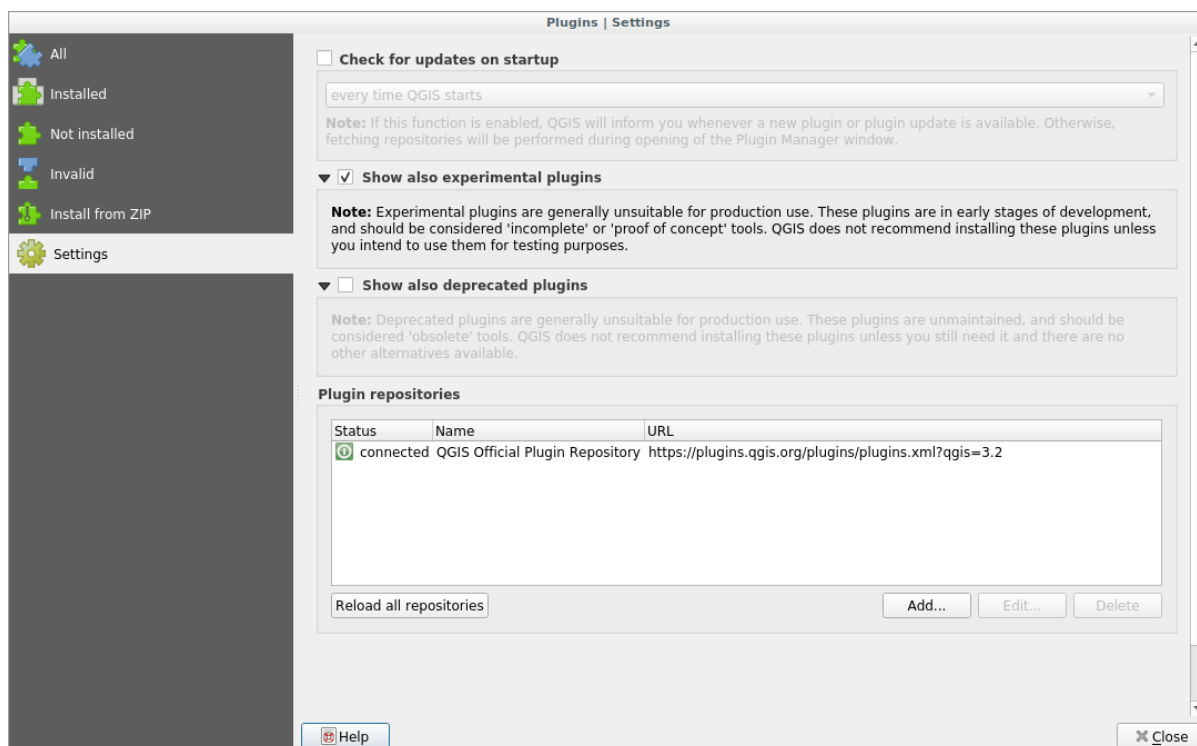 Plugins | Settings
All
Installed
Not installed
Invalid
Install from ZIP
Settings
Check for updates on startup
every time QGIS starts
Note: If this function is enabled, QGIS will inform you whenever a new plugin or plugin update is available. Otherwise,
fetching repositories will be performed during opening of the Plugin Manager window.
Show also experimental plugins
Note: Experimental plugins are generally unsuitable for production use. These plugins are in early stages of development,
and should be considered 'incomplete' or 'proof of concept' tools. QGIS does not recommend installing these plugins unless
you intend to use them for testing purposes.
Show also deprecated plugins
Note: Deprecated plugins are generally unsuitable for production use. These plugins are unmaintained, and should be
considered 'obsolete' tools. QGIS does not recommend installing these plugins unless you still need it and there are no
other alternatives available.
Plugin repositories
Status Name URL
connected QGIS Official Plugin Repository https://plugins.qgis.org/plugins/plugins.xml?qgis=3.2
Reload all repositories Add... Edit... Delete
Help Close